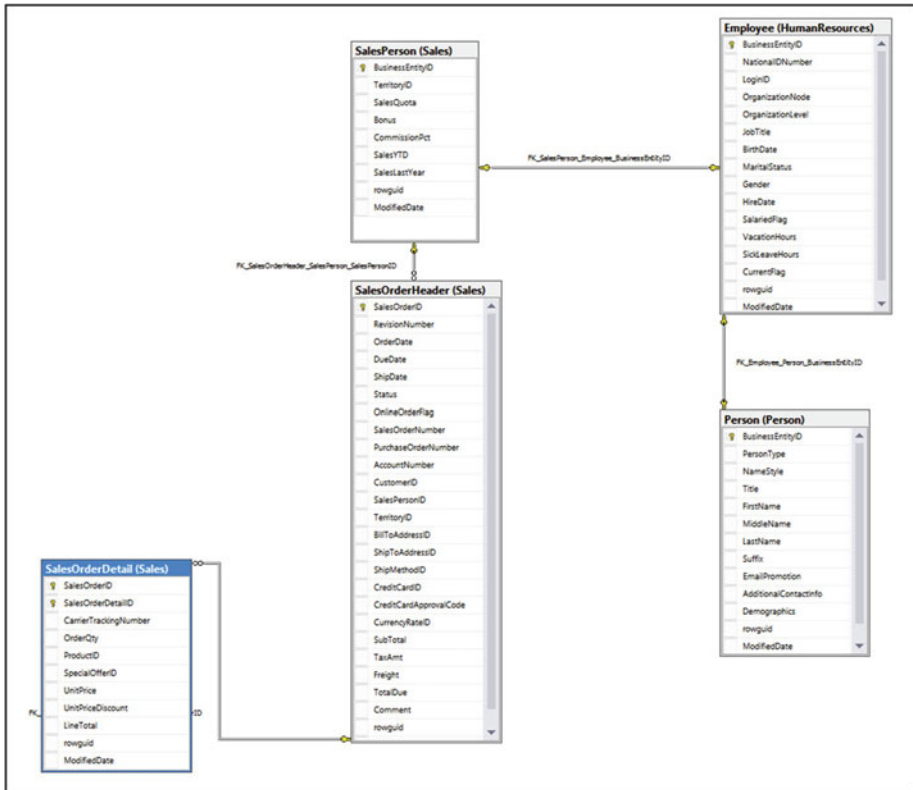 SalesPerson (Sales)
BusinessEntityID
TerritoryID
SalesQuota
Bonus
CommissionPct
SalesYTD
SalesLastYear
rowguid
ModifiedDate
Employee (HumanResources)
BusinessEntityID
NationalIDNumber
LoginID
OrganizationNode
OrganizationLevel
JobTitle
BirthDate
MaritalStatus
Gender
HireDate
SalariedFlag
VacationHours
SickLeaveHours
CurrentFlag
rowguid
ModifiedDate
FK_SalesPerson_Employee_BusinessEntityID
FK_SalesOrderHeader_SalesPerson_SalesPersonID
SalesOrderHeader (Sales)
SalesOrderID
RevisionNumber
OrderDate
DueDate
ShipDate
Status
OnlineOrderFlag
SalesOrderNumber
PurchaseOrderNumber
AccountNumber
CustomerID
SalesPersonID
TerritoryID
BillToAddressID
ShipToAddressID
ShipMethodID
CreditCardID
CreditCardApprovalCode
CurrencyRateID
SubTotal
TaxAmt
Freight
TotalDue
Comment
rowguid
FK_Employee_Person_BusinessEntityID
Person (Person)
BusinessEntityID
PersonType
NameStyle
Title
FirstName
MiddleName
LastName
Suffix
EmailPromotion
AdditionalContactInfo
Demographics
rowguid
ModifiedDate
SalesOrderDetail (Sales)
SalesOrderID
SalesOrderDetailID
CarrierTrackingNumber
OrderQty
ProductID
SpecialOfferID
UnitPrice
UnitPriceDiscount
FK_ ID
LineTotal
rowguid
ModifiedDate